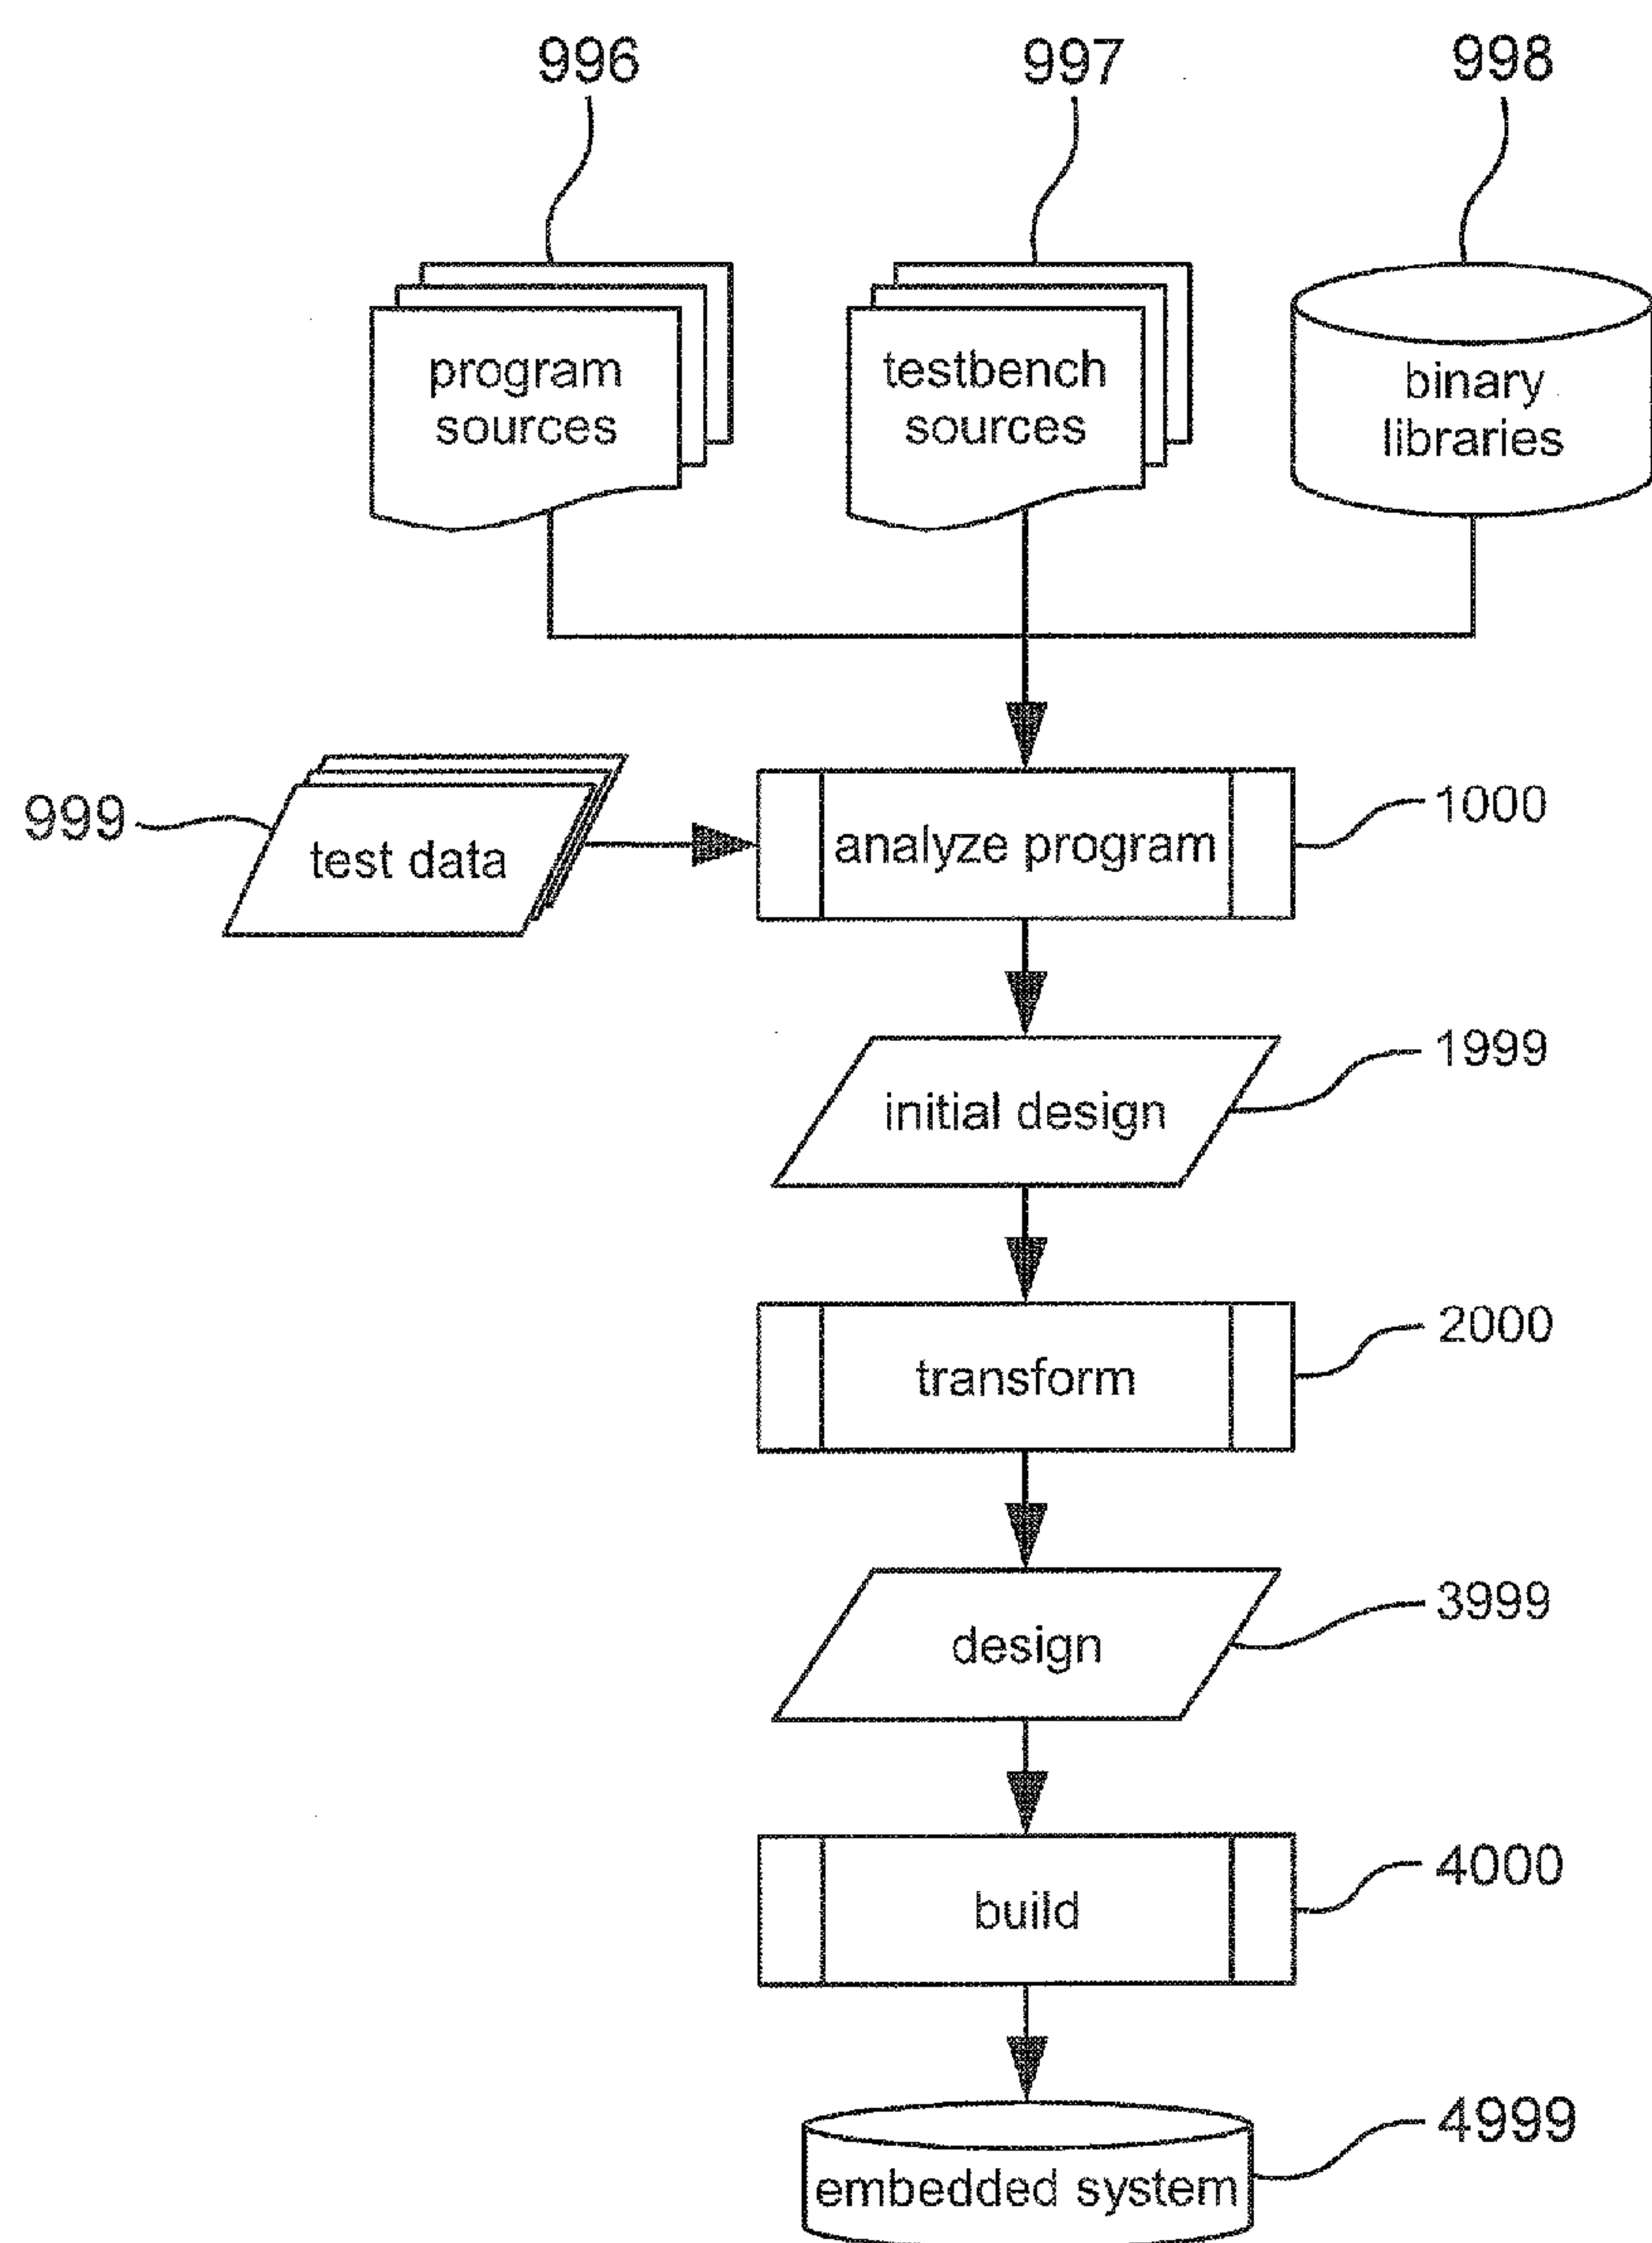 996
997
998
program
sources
testbench
sources
binary
libraries
999
test data
analyze program
1000
initial design
1999
transform
2000
design
3999
build
4000
embedded system
4999